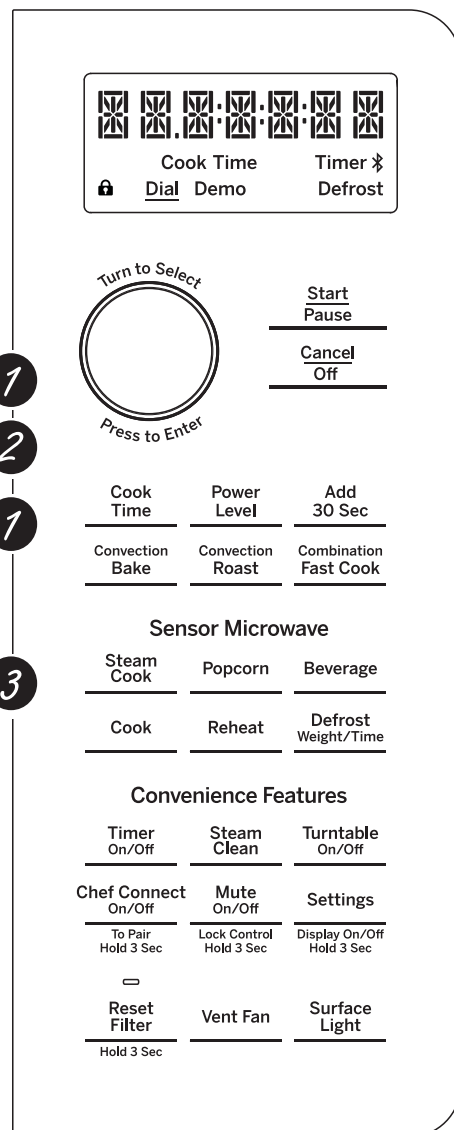 Cook Time Timer
Dial Demo Defrost
Turn to Select
Start
Pause
Cancel
Off
1
Press to Enter
2
Cook Power Add
Time Level 30 Sec
1
Convection Convection Combination
Bake Roast Fast Cook
Sensor Microwave
Steam
Cook Popcorn Beverage
3
Cook Reheat Defrost
Weight/Time
Convenience Features
Timer Steam Turntable
On/Off Clean On/Off
Chef Connect Mute Settings
On/Off On/Off
To Pair Lock Control Display On/Off
Hold 3 Sec Hold 3 Sec Hold 3 Sec
Reset Vent Fan Surface
Filter Light
Hold 3 Sec